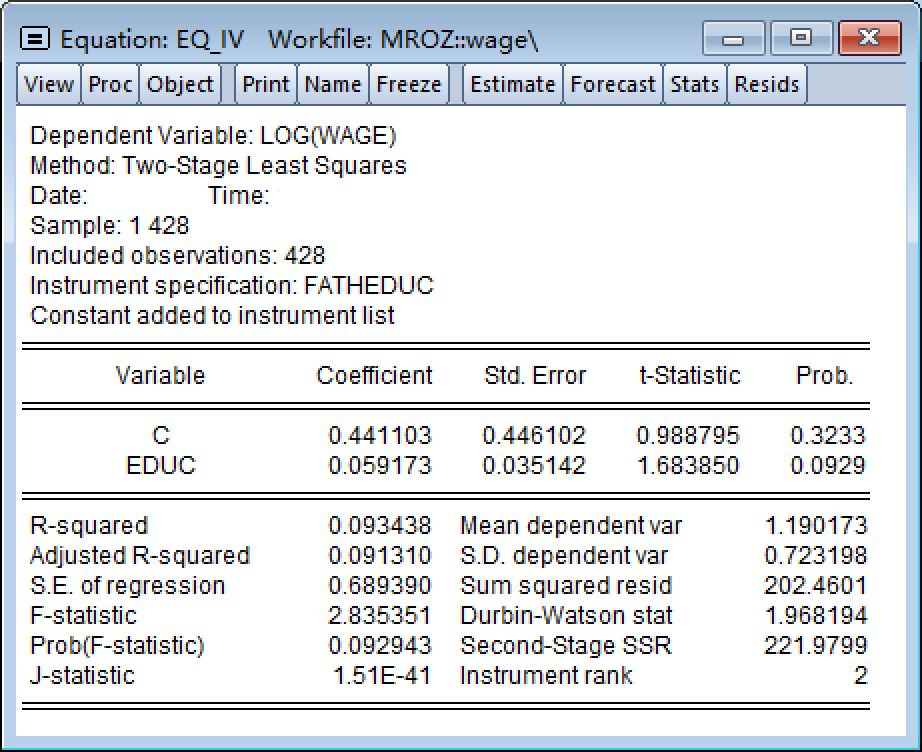 Equation: EQ_IV Workfile: MROZ::wage\
View Proc Object Print Name Freeze Estimate Forecast Stats Resids
Dependent Variable: LOG(WAGE)
Method: Two-Stage Least Squares
Date: Time:
Sample: 1 428
Included observations: 428
Instrument specification: FATHEDUC
Constant added to instrument list
Variable Coefficient Std. Error t-Statistic Prob.
C 0.441103 0.446102 0.988795 0.3233
EDUC 0.059173 0.035142 1.683850 0.0929
R-squared 0.093438 Mean dependent var 1.190173
Adjusted R-squared 0.091310 S.D. dependent var 0.723198
S.E. of regression 0.689390 Sum squared resid 202.4601
F-statistic 2.835351 Durbin-Watson stat 1.968194
Prob(F-statistic) 0.092943 Second-Stage SSR 221.9799
J-statistic 1.51E-41 Instrument rank 2